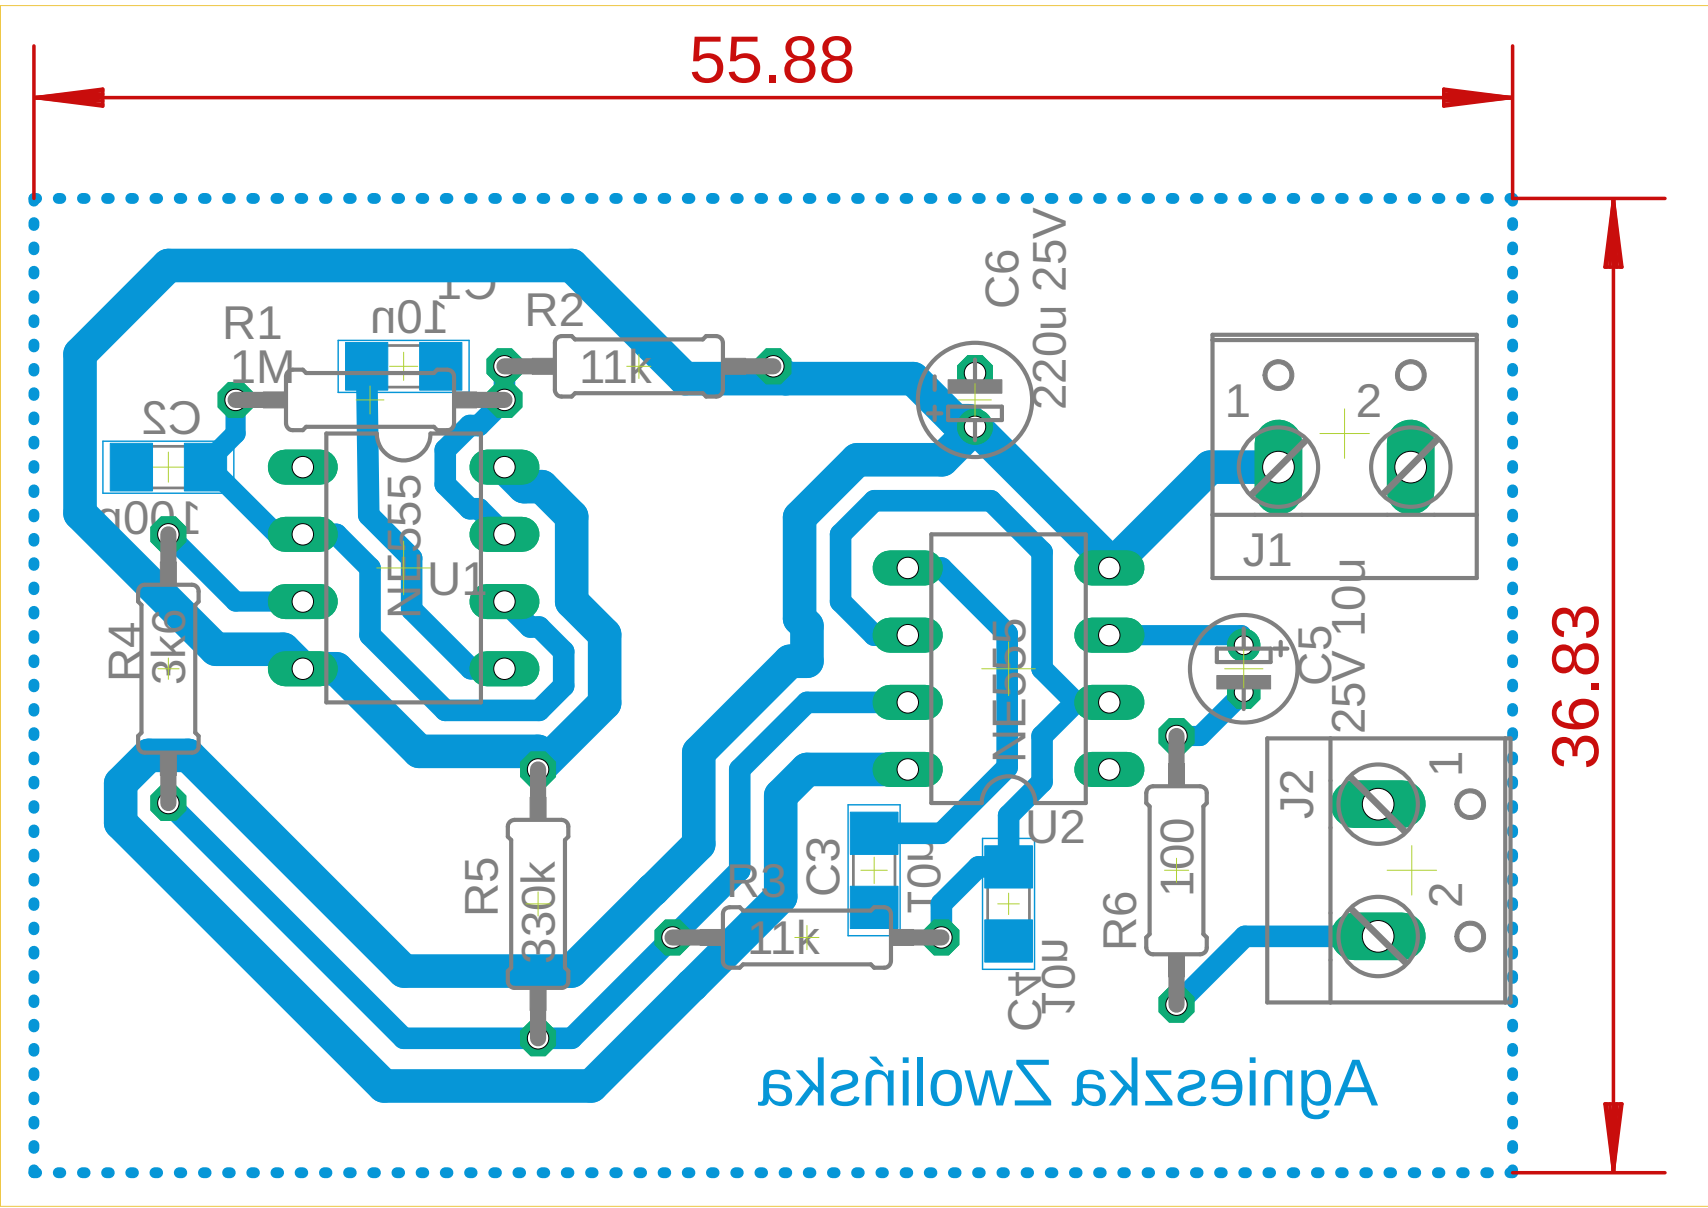 55.88
36.83
C6
220u 25V
C1
10n
R2
11k
R1
1M
C2
100n
NE555
U1
R4
3k6
1
2
J1
C5
25V 10u
NE555
U2
J2
1
2
R5
330k
R3
11k
C3
10n
C4
10n
R6
100
Agnieszka Zwolińska